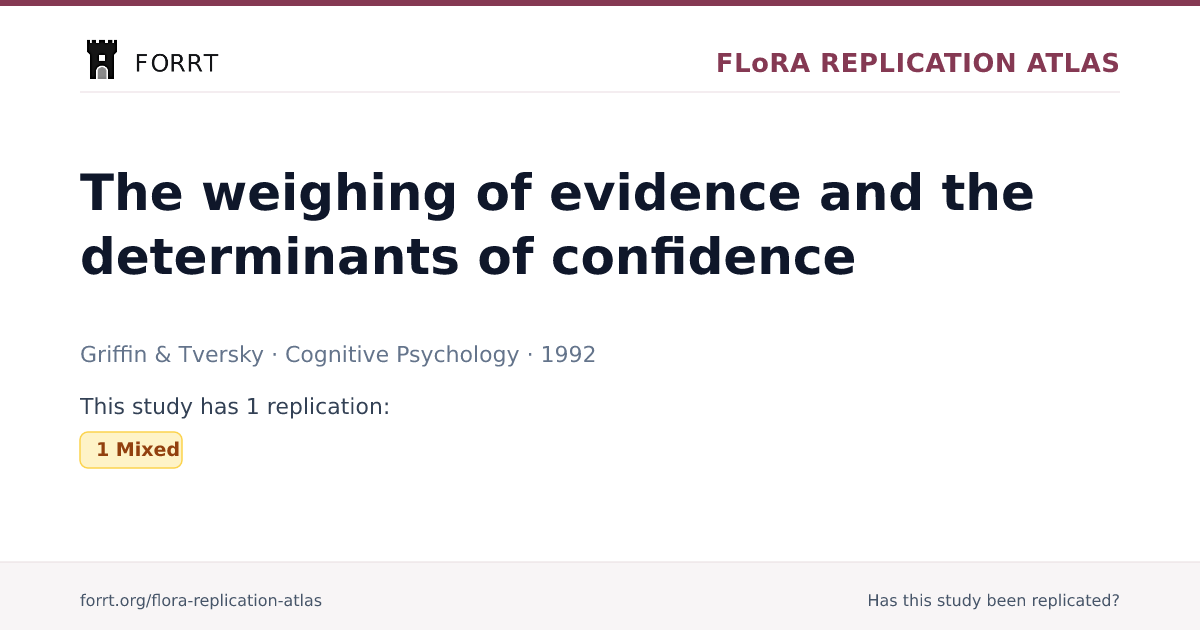 FORRT
FLoRA REPLICATION ATLAS
The weighing of evidence and the
determinants of confidence
Griffin & Tversky · Cognitive Psychology · 1992
This study has 1 replication:
1 Mixed
forrt.org/flora-replication-atlas
Has this study been replicated?